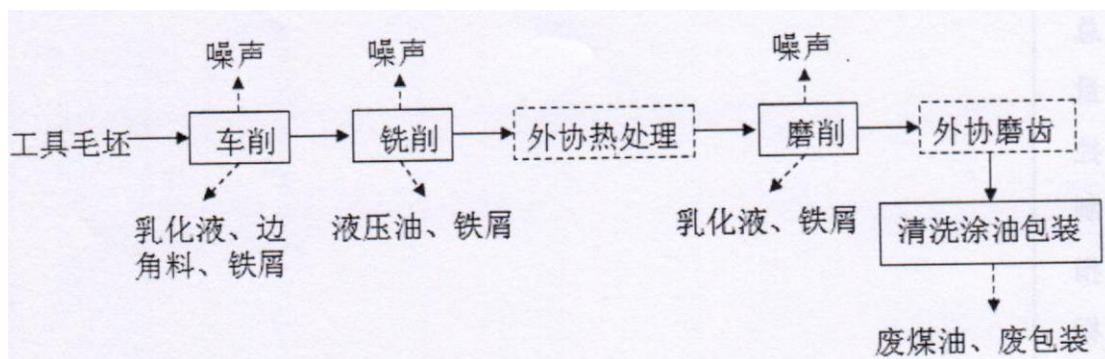 噪声
噪声
噪声
工具毛坯
车削
铣削
外协热处理
磨削
外协磨齿
乳化液、边
角料、铁屑
液压油、铁屑
乳化液、铁屑
清洗涂油包装
废煤油、废包装